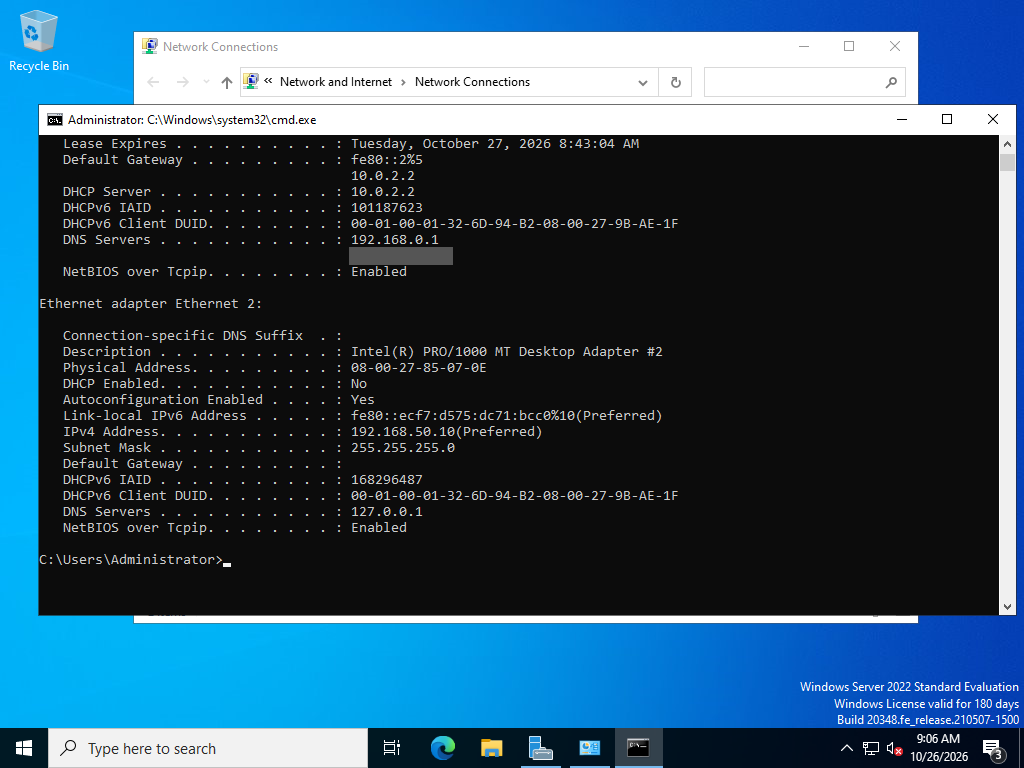 Recycle Bin
Network Connections
« Network and Internet › Network Connections
Administrator: C:\Windows\system32\cmd.exe
Lease Expires . . . . . . . . . . : Tuesday, October 27, 2026 8:43:04 AM
Default Gateway . . . . . . . . . : fe80::2%5
10.0.2.2
DHCP Server . . . . . . . . . . . : 10.0.2.2
DHCPv6 IAID . . . . . . . . . . . : 101187623
DHCPv6 Client DUID. . . . . . . . : 00-01-00-01-32-6D-94-B2-08-00-27-9B-AE-1F
DNS Servers . . . . . . . . . . . : 192.168.0.1
NetBIOS over Tcpip. . . . . . . . : Enabled
Ethernet adapter Ethernet 2:
Connection-specific DNS Suffix  . :
Description . . . . . . . . . . . : Intel(R) PRO/1000 MT Desktop Adapter #2
Physical Address. . . . . . . . . : 08-00-27-85-07-0E
DHCP Enabled. . . . . . . . . . . : No
Autoconfiguration Enabled . . . . : Yes
Link-local IPv6 Address . . . . . : fe80::ecf7:d575:dc71:bcc0%10(Preferred)
IPv4 Address. . . . . . . . . . . : 192.168.50.10(Preferred)
Subnet Mask . . . . . . . . . . . : 255.255.255.0
Default Gateway . . . . . . . . . :
DHCPv6 IAID . . . . . . . . . . . : 168296487
DHCPv6 Client DUID. . . . . . . . : 00-01-00-01-32-6D-94-B2-08-00-27-9B-AE-1F
DNS Servers . . . . . . . . . . . : 127.0.0.1
NetBIOS over Tcpip. . . . . . . . : Enabled
C:\Users\Administrator>
Windows Server 2022 Standard Evaluation
Windows License valid for 180 days
Build 20348.fe_release.210507-1500
Type here to search
9:06 AM
10/26/2026
3